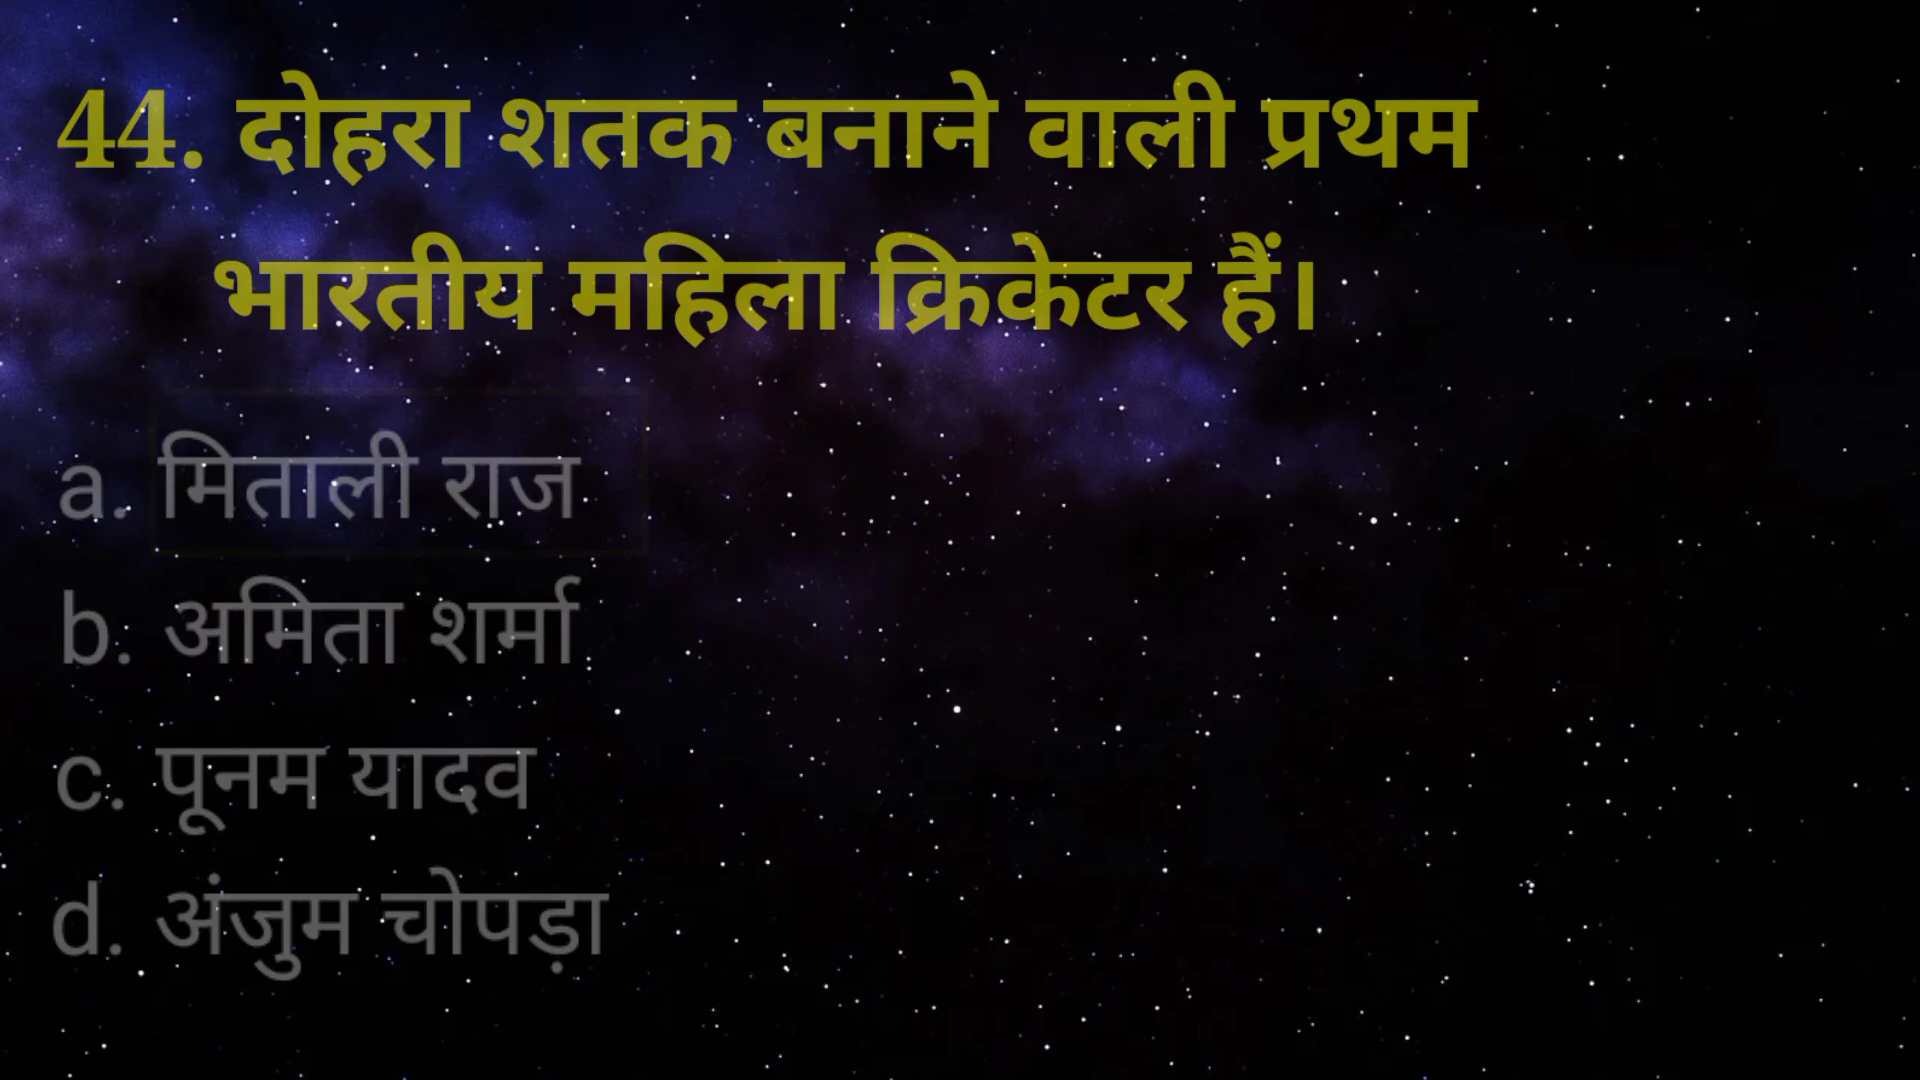 44. दोहरा शतक बनाने वाली प्रथम
भारतीय महिला क्रिकेटर हैं।
a. मिताली राज
b. अमिता शर्मा
c. पूनम यादव
d. अंजुम चोपड़ा